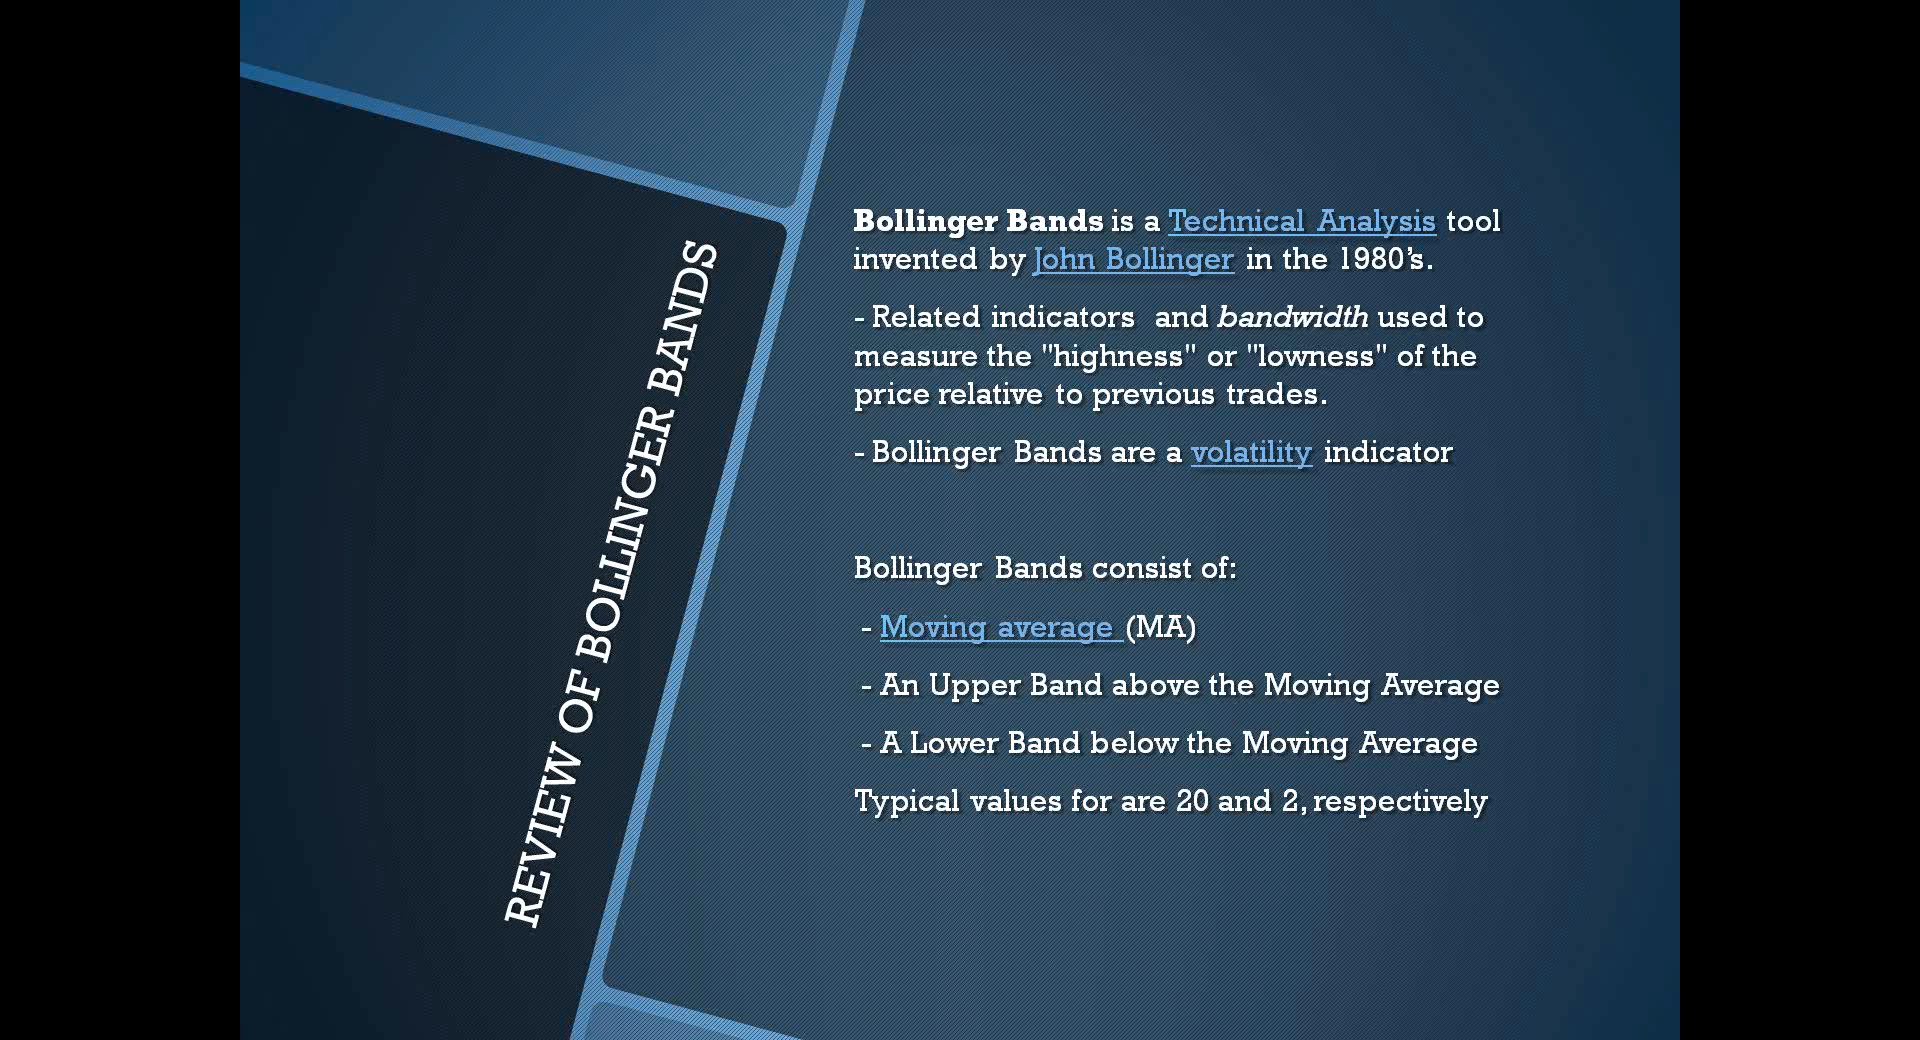 REVIEW OF BOLLINGER BANDS
Bollinger Bands is a Technical Analysis tool
invented by John Bollinger in the 1980's.
- Related indicators and bandwidth used to
measure the "highness" or "lowness" of the
price relative to previous trades.
- Bollinger Bands are a volatility indicator
Bollinger Bands consist of:
- Moving average (MA)
- An Upper Band above the Moving Average
- A Lower Band below the Moving Average
Typical values for are 20 and 2, respectively